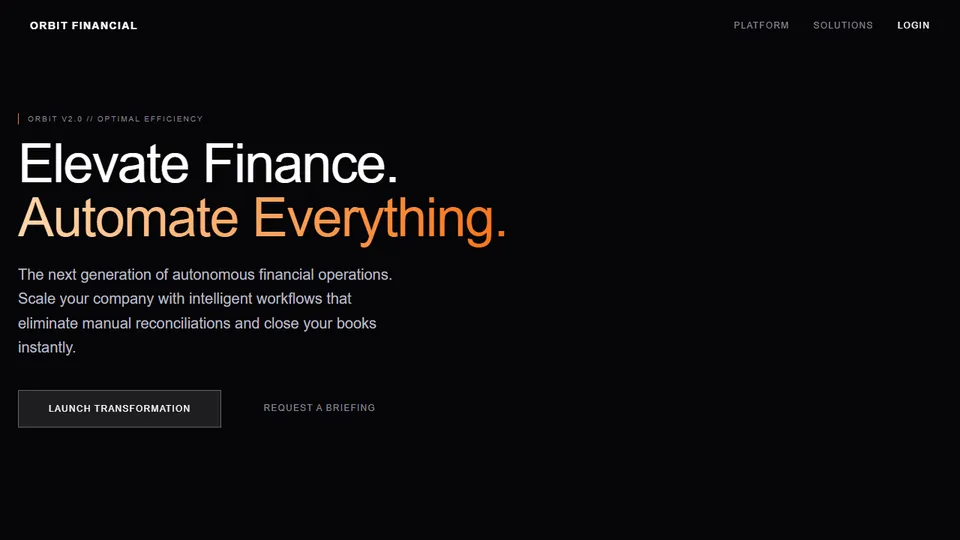 ORBIT FINANCIAL
PLATFORM SOLUTIONS LOGIN
ORBIT V2.0 // OPTIMAL EFFICIENCY
Elevate Finance.
Automate Everything.
The next generation of autonomous financial operations.
Scale your company with intelligent workflows that
eliminate manual reconciliations and close your books
instantly.
LAUNCH TRANSFORMATION
REQUEST A BRIEFING